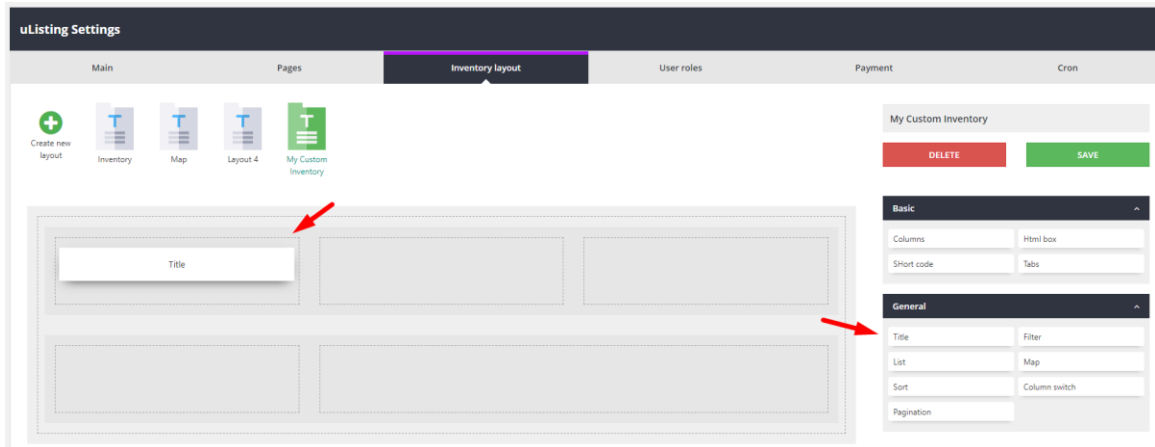 uListing Settings
Main Pages Inventory layout User roles Payment Cron
Create new
layout
Inventory
Map
Layout 4
My Custom
Inventory
My Custom Inventory
DELETE SAVE
Title
Basic
Columns Html box
SHort code Tabs
General
Title Filter
List Map
Sort Column switch
Pagination